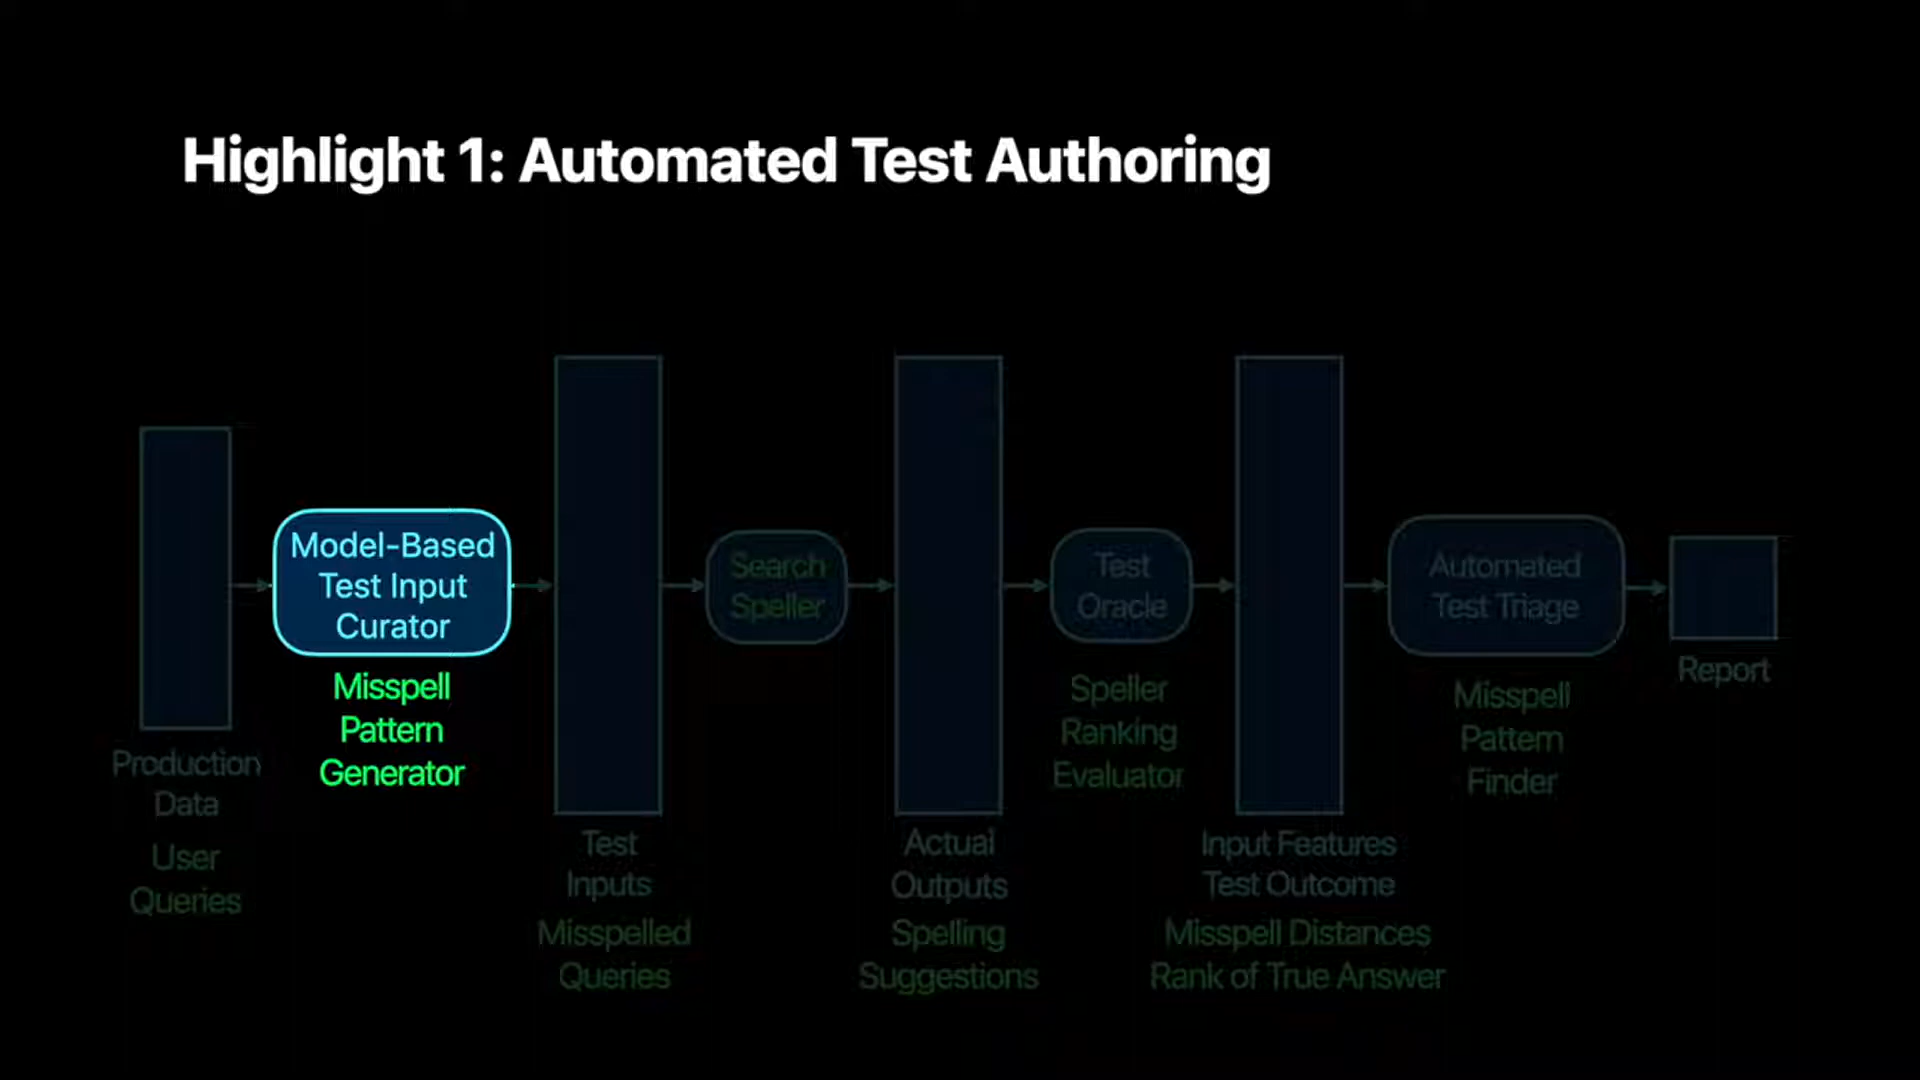 Highlight 1: Automated Test Authoring
Production
Data
User
Queries
Model-Based
Test Input
Curator
Misspell
Pattern
Generator
Test
Inputs
Misspelled
Queries
Search
Speller
Actual
Outputs
Spelling
Suggestions
Test
Oracle
Speller
Ranking
Evaluator
Input Features
Test Outcome
Misspell Distances
Rank of True Answer
Automated
Test Triage
Misspell
Pattern
Finder
Report